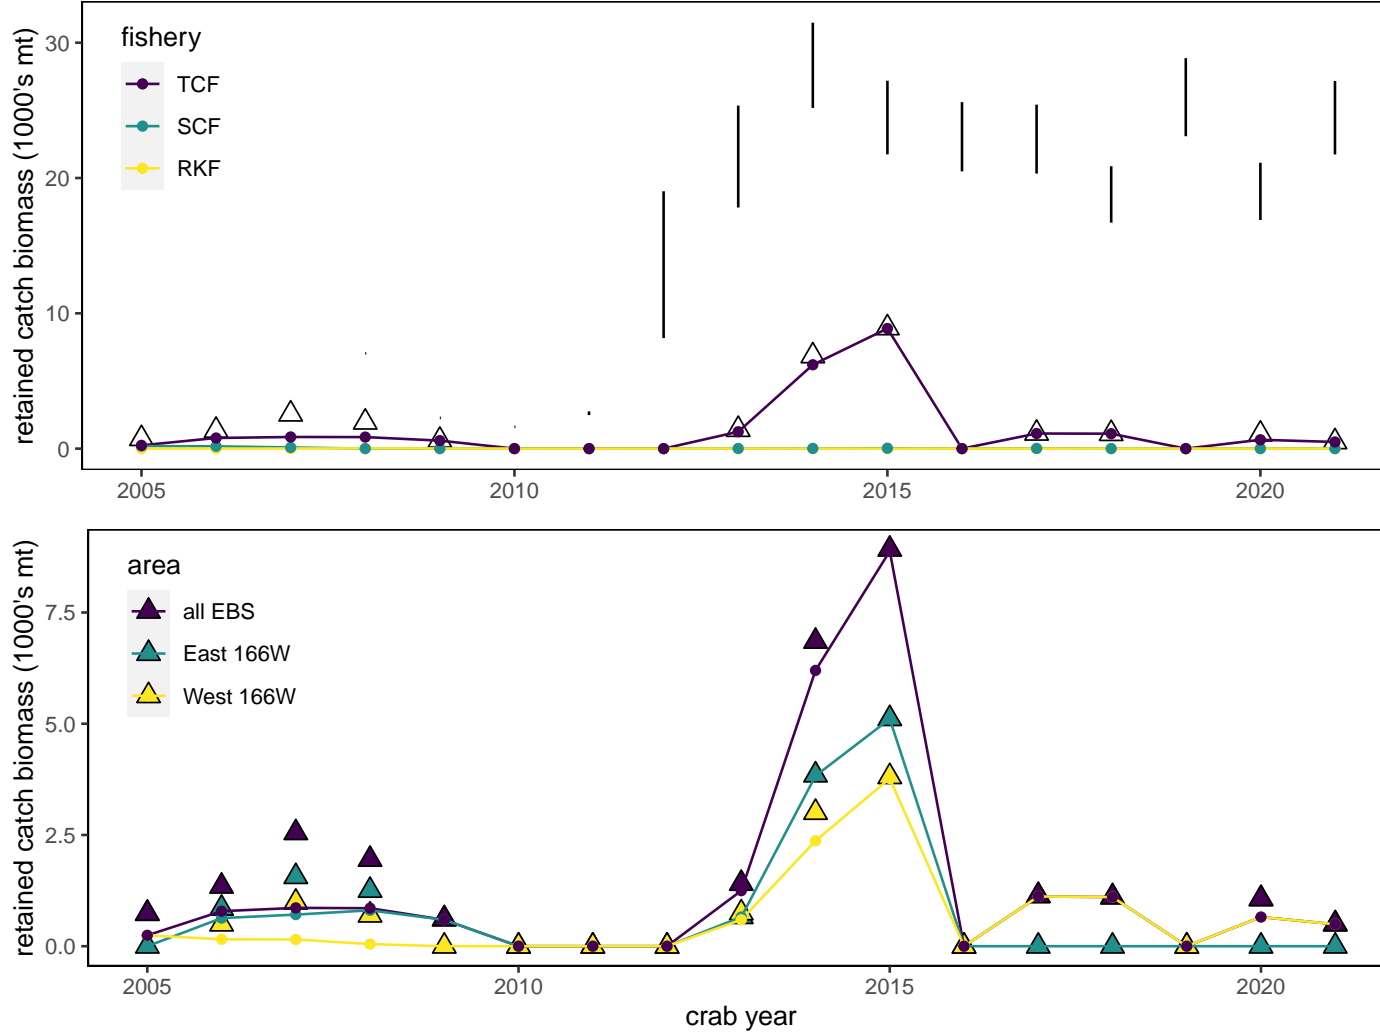 retained catch biomass (1000's mt)
30
20
10
0
fishery
TCF
SCF
RKF
2005 2010 2015 2020
retained catch biomass (1000's mt)
7.5
5.0
2.5
0.0
area
all EBS
East 166W
West 166W
2005 2010 2015 2020
crab year